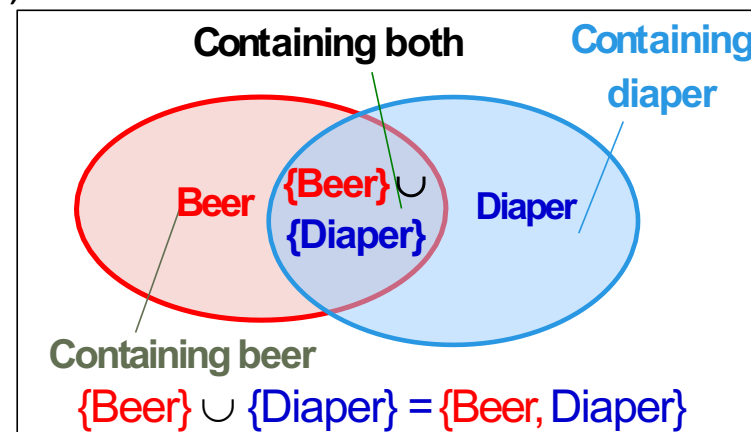 Containing both
Containing
diaper
Beer
{Beer} ∪
{Diaper}
Diaper
Containing beer
{Beer} ∪ {Diaper} = {Beer, Diaper}